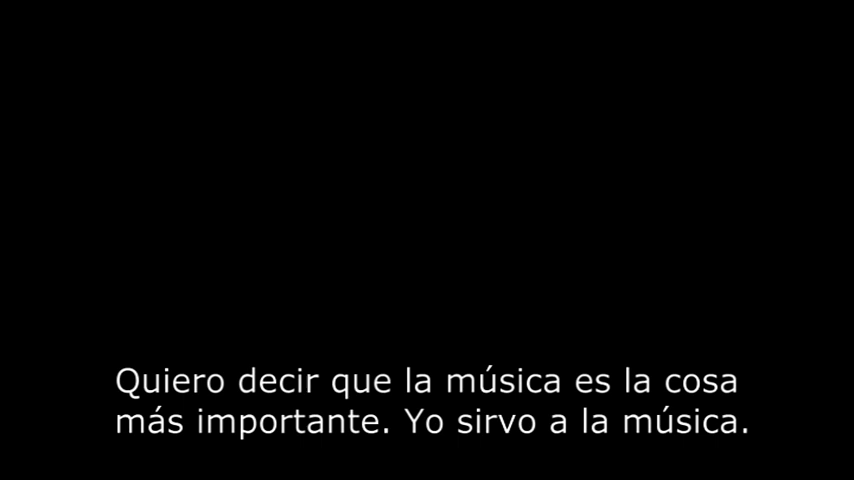 Quiero decir que la música es la cosa
más importante. Yo sirvo a la música.